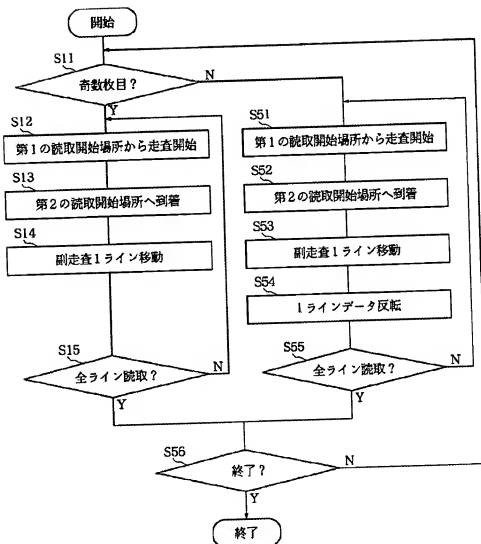 開始
S11
奇数枚目?
N
Y
S12
第1の読取開始場所から走査開始
S13
第2の読取開始場所へ到着
S14
副走査1ライン移動
S15
全ライン読取?
N
Y
S51
第1の読取開始場所から走査開始
S52
第2の読取開始場所へ到着
S53
副走査1ライン移動
S54
1ラインデータ反転
S55
全ライン読取?
N
Y
S56
終了?
N
Y
終了